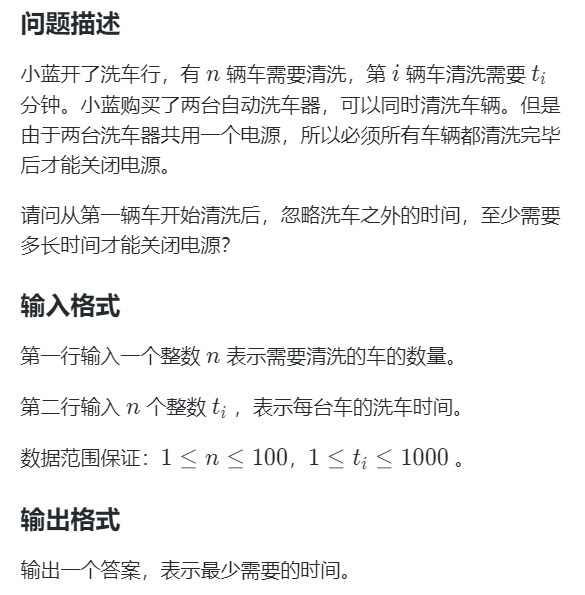 问题描述
小蓝开了洗车行，有 n 辆车需要清洗，第 i 辆车清洗需要 t_i
分钟。小蓝购买了两台自动洗车器，可以同时清洗车辆。但是
由于两台洗车器共用一个电源，所以必须所有车辆都清洗完毕
后才能关闭电源。
请问从第一辆车开始清洗后，忽略洗车之外的时间，至少需要
多长时间才能关闭电源？
输入格式
第一行输入一个整数 n 表示需要清洗的车的数量。
第二行输入 n 个整数 t_i ，表示每台车的洗车时间。
数据范围保证：1 ≤ n ≤ 100，1 ≤ t_i ≤ 1000 。
输出格式
输出一个答案，表示最少需要的时间。